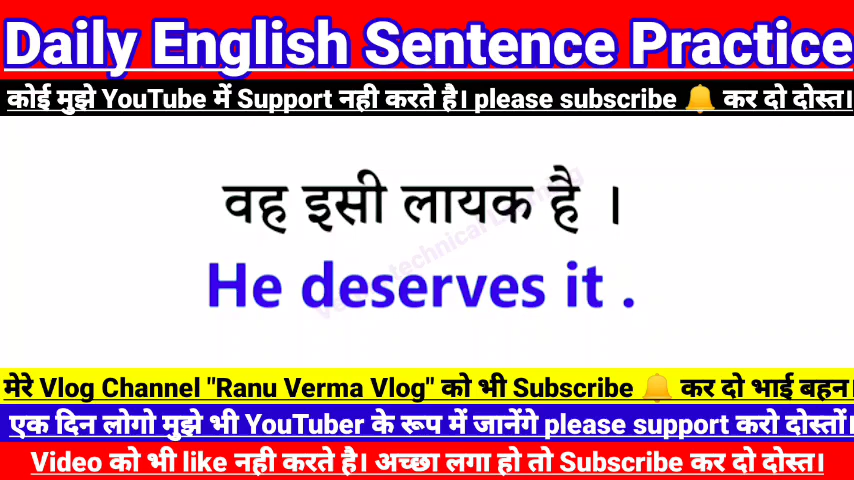 Daily English Sentence Practice
कोई मुझे YouTube में Support नही करते है। please subscribe 🔔 कर दो दोस्त।
वह इसी लायक है ।
He deserves it .
मेरे Vlog Channel "Ranu Verma Vlog" को भी Subscribe 🔔 कर दो भाई बहन।
एक दिन लोगो मुझे भी YouTuber के रूप में जानेंगे please support करो दोस्तों।
Video को भी like नही करते है। अच्छा लगा हो तो Subscribe कर दो दोस्त।